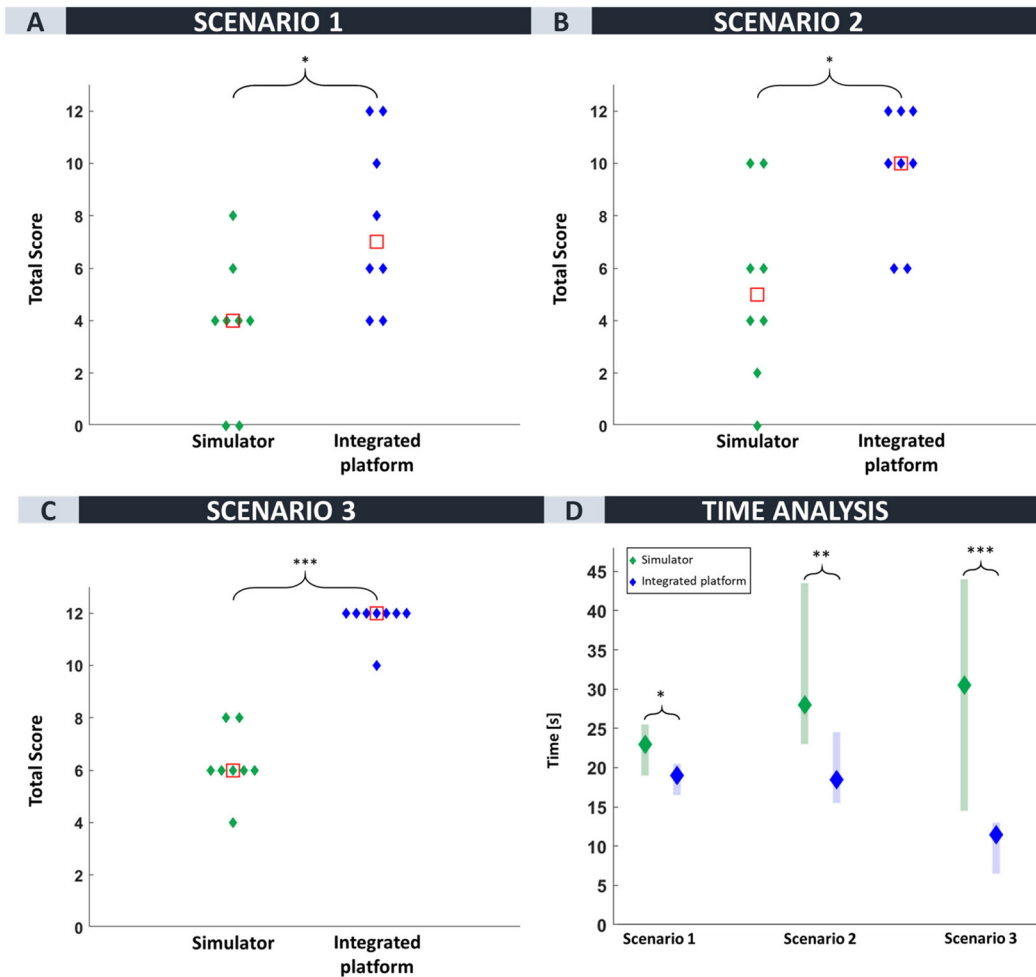 A SCENARIO 1
*
12
10
8
6
4
2
0
Total Score
Simulator
Integrated
platform
B SCENARIO 2
*
12
10
8
6
4
2
0
Total Score
Simulator
Integrated
platform
C SCENARIO 3
***
12
10
8
6
4
2
0
Total Score
Simulator
Integrated
platform
D TIME ANALYSIS
Simulator
Integrated platform
*
**
***
45
40
35
30
25
20
15
10
5
0
Time [s]
Scenario 1
Scenario 2
Scenario 3